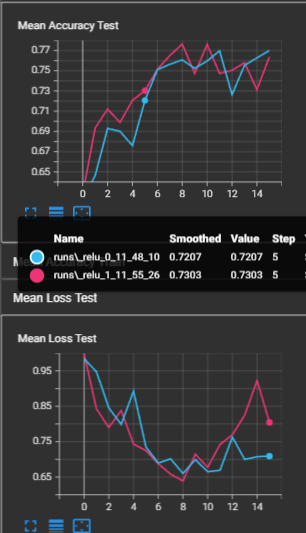 Mean Accuracy Test
0.77
0.75
0.73
0.71
0.69
0.67
0.65
0 2 4 6 8 10 12 14
Name Smoothed Value Step
runs\_relu_0_11_48_10 0.7207 0.7207 5
runs\_relu_1_11_55_26 0.7303 0.7303 5
Mean Loss Test
Mean Loss Test
0.95
0.85
0.75
0.65
0 2 4 6 8 10 12 14